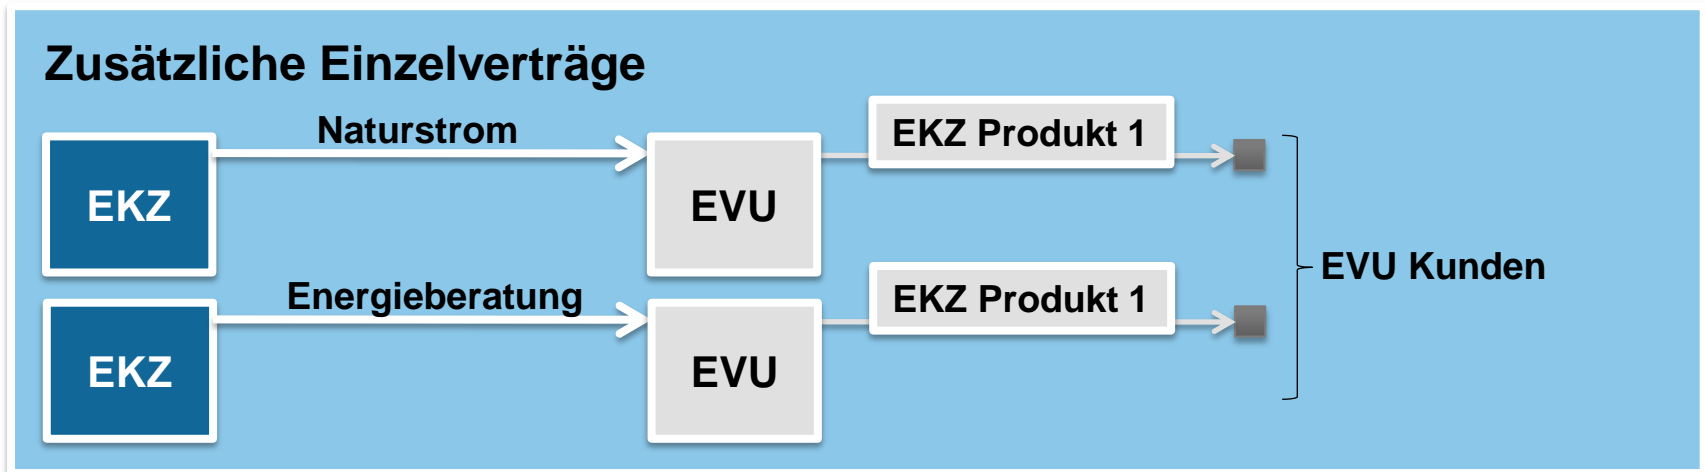 Zusätzliche Einzelverträge
Naturstrom
EKZ Produkt 1
EKZ
EVU
EVU Kunden
Energieberatung
EKZ Produkt 1
EKZ
EVU